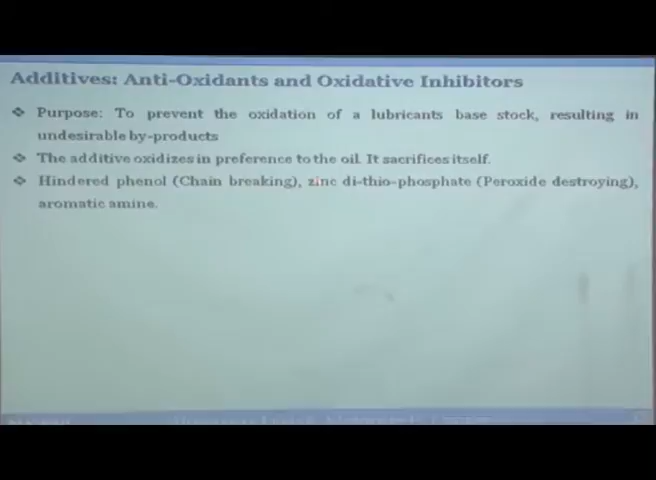 Additives: Anti-Oxidants and Oxidative Inhibitors
❖ Purpose: To prevent the oxidation of a lubricants base stock, resulting in
undesirable by-products
❖ The additive oxidizes in preference to the oil. It sacrifices itself.
❖ Hindered phenol (Chain breaking), zinc di-thio-phosphate (Peroxide destroying),
aromatic amine.